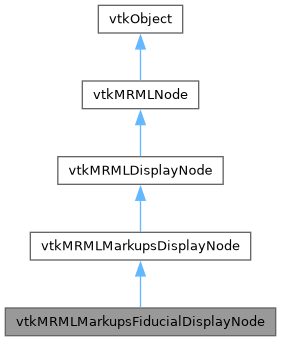 vtkObject
vtkMRMLNode
vtkMRMLDisplayNode
vtkMRMLMarkupsDisplayNode
vtkMRMLMarkupsFiducialDisplayNode